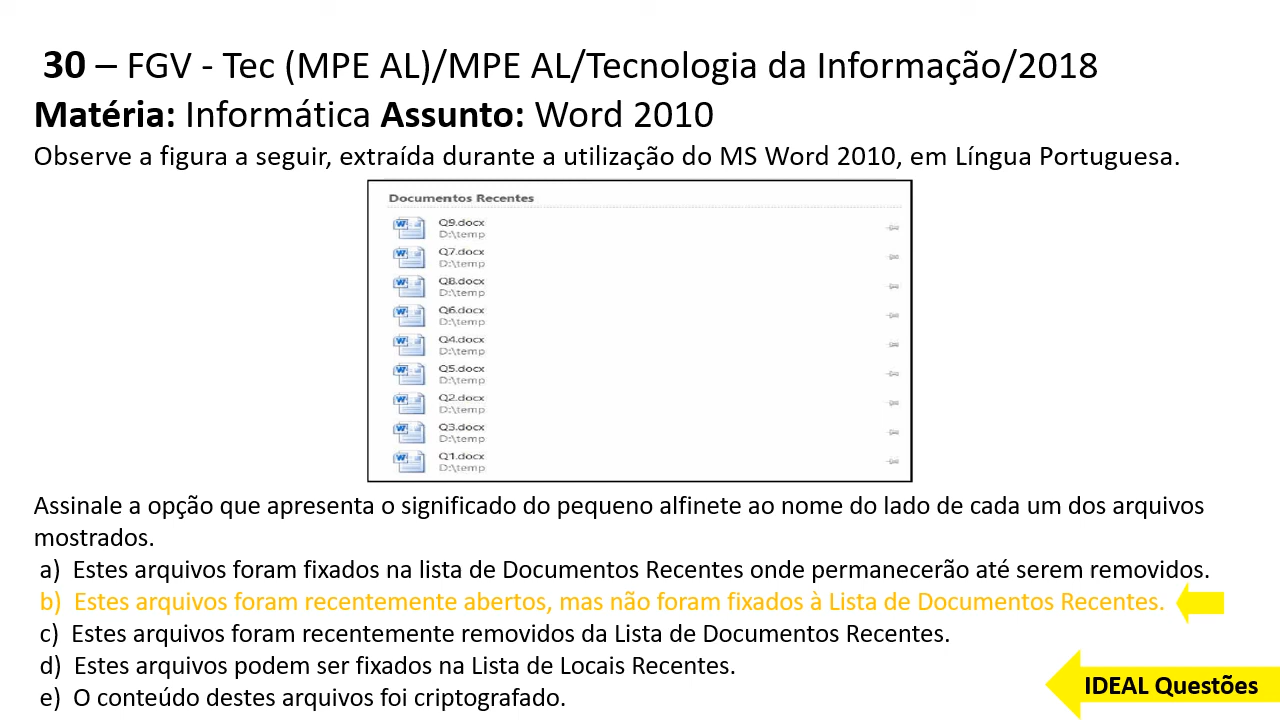 30 – FGV - Tec (MPE AL)/MPE AL/Tecnologia da Informação/2018
Matéria: Informática Assunto: Word 2010
Observe a figura a seguir, extraída durante a utilização do MS Word 2010, em Língua Portuguesa.
Documentos Recentes
Q9.docx
D:\temp
Q7.docx
D:\temp
Q8.docx
D:\temp
Q6.docx
D:\temp
Q4.docx
D:\temp
Q5.docx
D:\temp
Q2.docx
D:\temp
Q3.docx
D:\temp
Q1.docx
D:\temp
Assinale a opção que apresenta o significado do pequeno alfinete ao nome do lado de cada um dos arquivos
mostrados.
a) Estes arquivos foram fixados na lista de Documentos Recentes onde permanecerão até serem removidos.
b) Estes arquivos foram recentemente abertos, mas não foram fixados à Lista de Documentos Recentes.
c) Estes arquivos foram recentemente removidos da Lista de Documentos Recentes.
d) Estes arquivos podem ser fixados na Lista de Locais Recentes.
e) O conteúdo destes arquivos foi criptografado.
IDEAL Questões